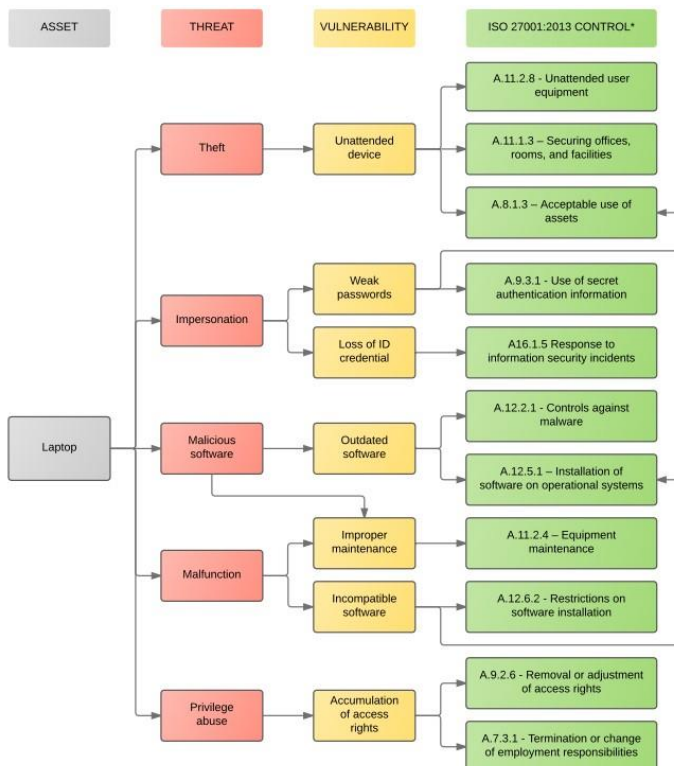 ASSET
THREAT
VULNERABILITY
ISO 27001:2013 CONTROL*
A.11.2.8 - Unattended user
equipment
Theft
Unattended
device
A.11.1.3 – Securing offices,
rooms, and facilities
A.8.1.3 – Acceptable use of
assets
Impersonation
Weak
passwords
A.9.3.1 - Use of secret
authentication information
Loss of ID
credential
A16.1.5 Response to
information security incidents
Laptop
Malicious
software
Outdated
software
A.12.2.1 - Controls against
malware
A.12.5.1 – Installation of
software on operational systems
Malfunction
Improper
maintenance
A.11.2.4 – Equipment
maintenance
Incompatible
software
A.12.6.2 - Restrictions on
software installation
Privilege
abuse
Accumulation
of access
rights
A.9.2.6 - Removal or adjustment
of access rights
A.7.3.1 - Termination or change
of employment responsibilities